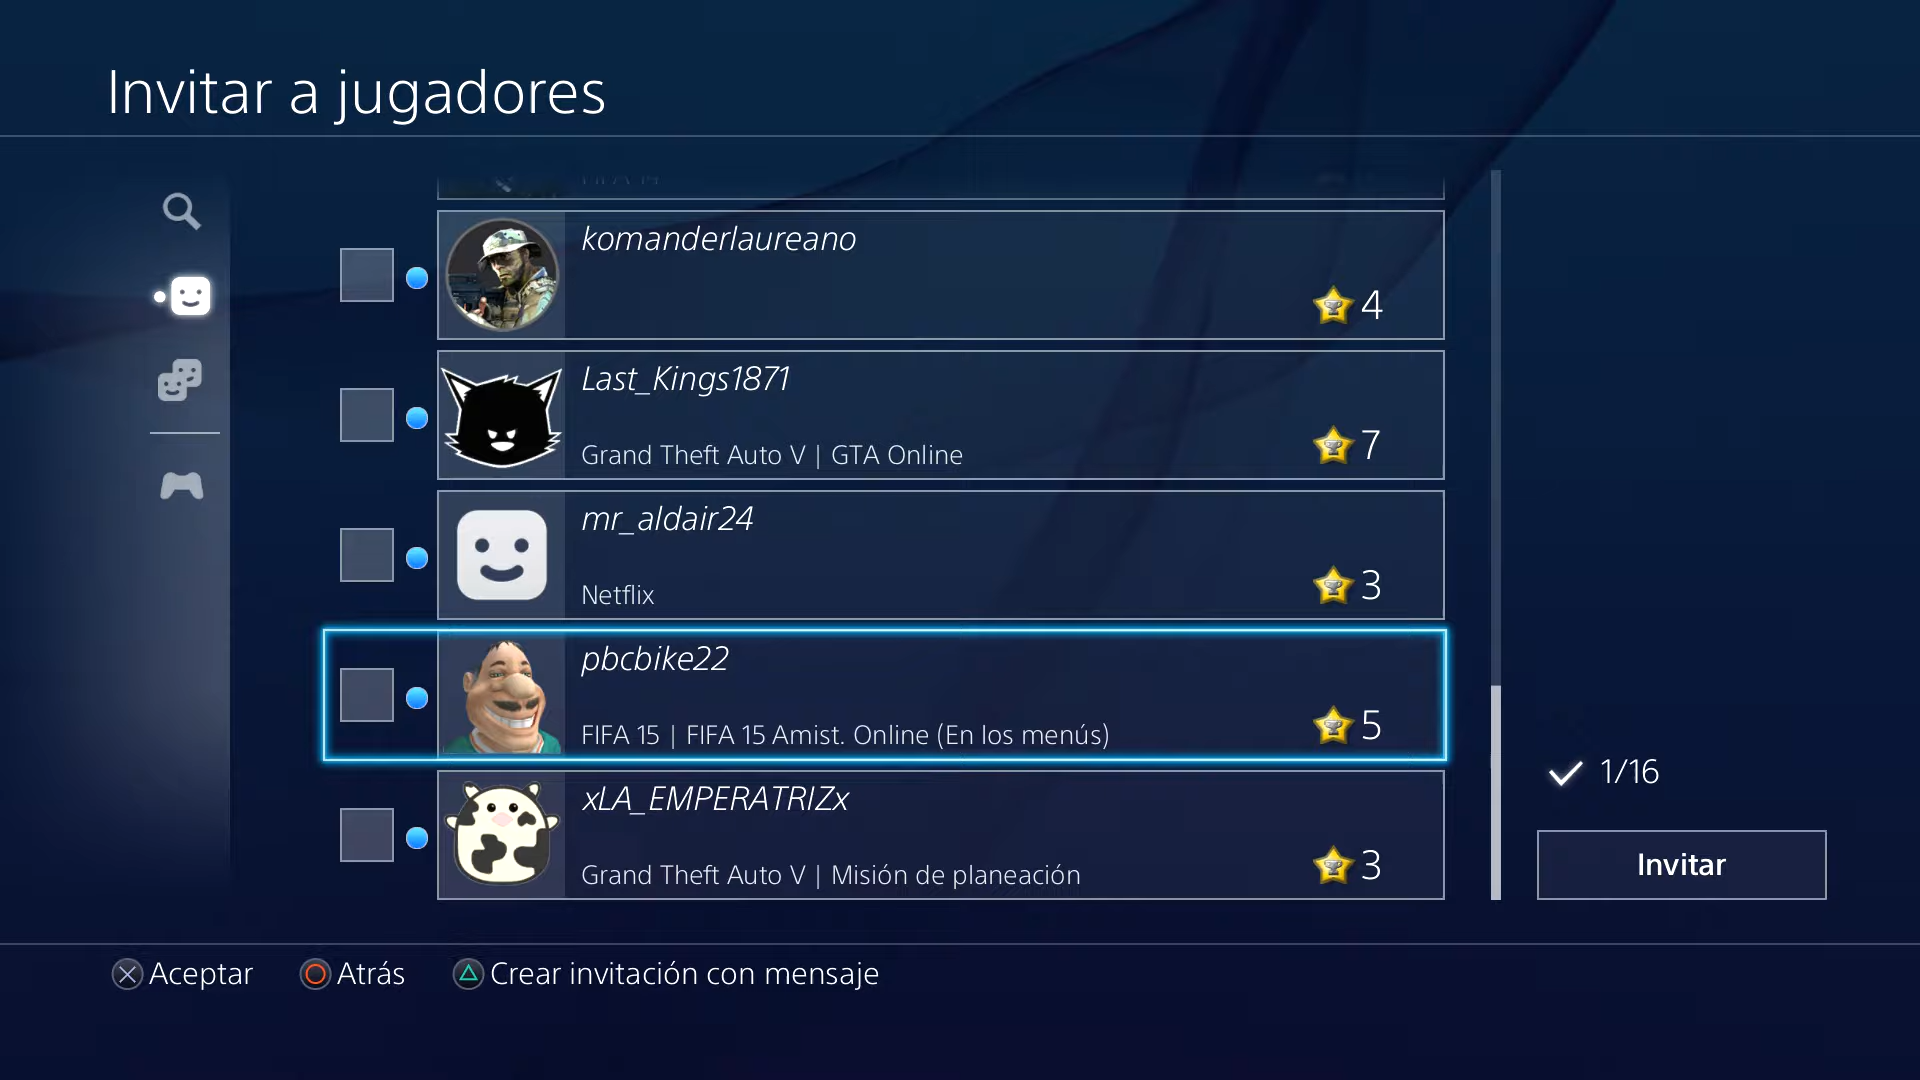 Invitar a jugadores
FIFA 14
komanderlaureano
4
Last_Kings1871
Grand Theft Auto V | GTA Online
7
mr_aldair24
Netflix
3
pbcbike22
FIFA 15 | FIFA 15 Amist. Online (En los menús)
5
xLA_EMPERATRIZx
Grand Theft Auto V | Misión de planeación
3
1/16
Invitar
Aceptar
Atrás
Crear invitación con mensaje